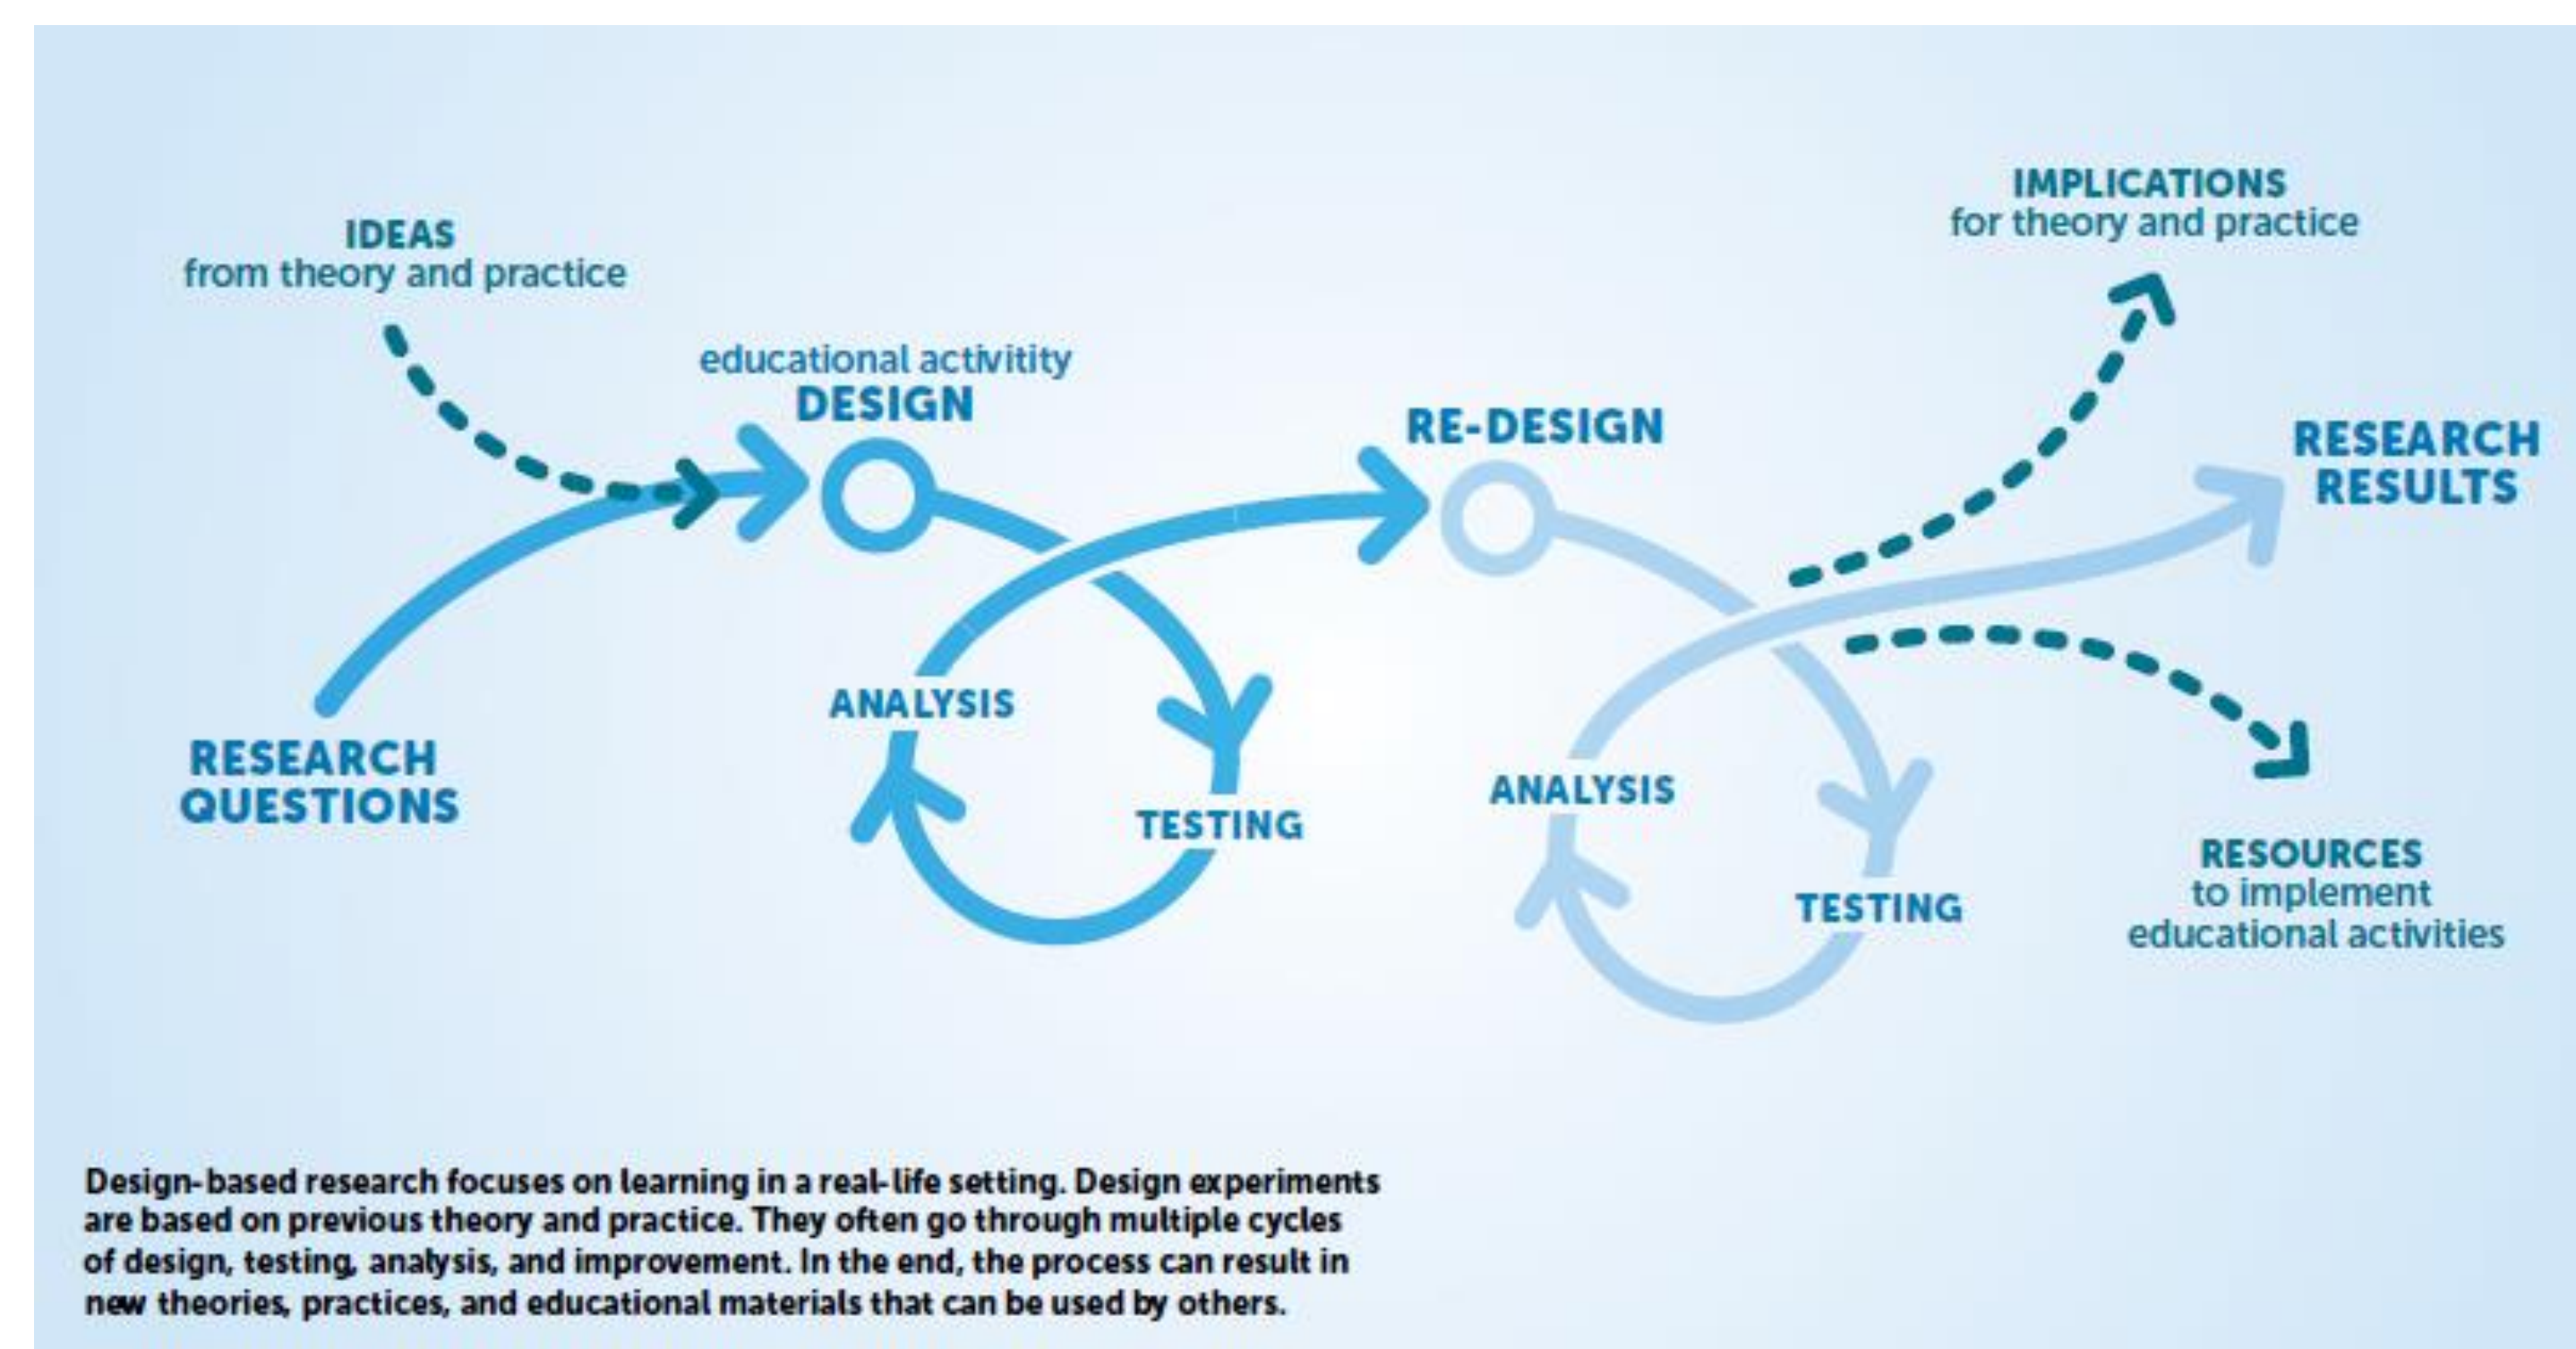 IDEAS
from theory and practice
educational activitity
DESIGN
RESEARCH
QUESTIONS
ANALYSIS
TESTING
RE-DESIGN
ANALYSIS
TESTING
IMPLICATIONS
for theory and practice
RESEARCH
RESULTS
RESOURCES
to implement
educational activities
Design-based research focuses on learning in a real-life setting. Design experiments
are based on previous theory and practice. They often go through multiple cycles
of design, testing, analysis, and improvement. In the end, the process can result in
new theories, practices, and educational materials that can be used by others.